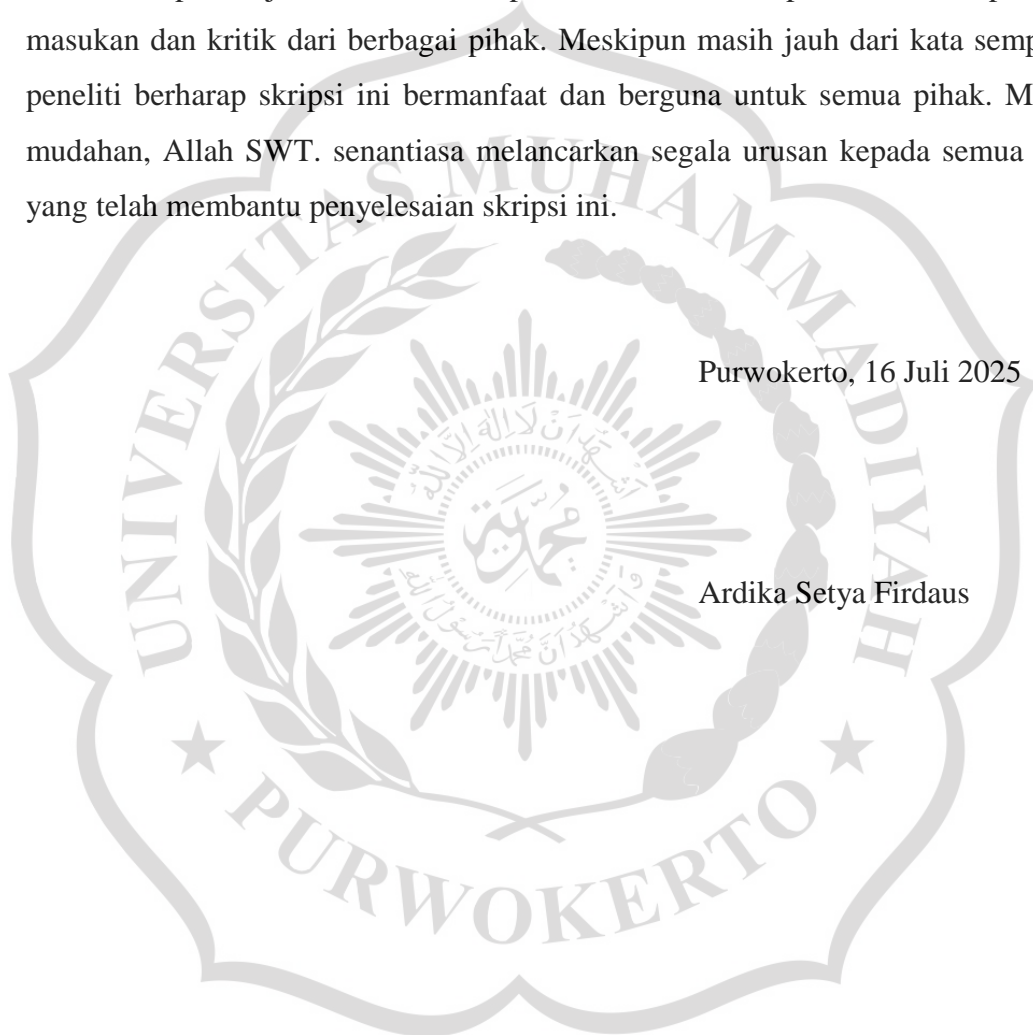 masukan dan kritik dari berbagai pihak. Meskipun masih jauh dari kata
peneliti berharap skripsi ini bermanfaat dan berguna untuk semua pihak.
mudahan, Allah SWT. senantiasa melancarkan segala urusan kepada semua
yang telah membantu penyelesaian skripsi ini.
UNIVERSITAS MUHAMMADIYAH
Purwokerto, 16 Juli 2025
Ardika Setya Firdaus
★ PURWOKERTO ★